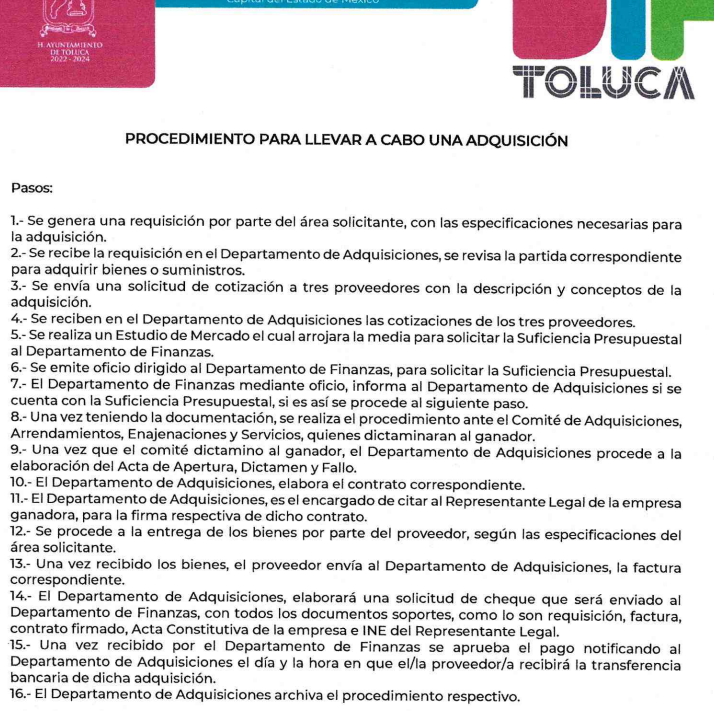 Capital del Estado de México
H. AYUNTAMIENTO
DE TOLUCA
2022 - 2024
DIF
TOLUCA
PROCEDIMIENTO PARA LLEVAR A CABO UNA ADQUISICIÓN
Pasos:
1.- Se genera una requisición por parte del área solicitante, con las especificaciones necesarias para
la adquisición.
2.- Se recibe la requisición en el Departamento de Adquisiciones, se revisa la partida correspondiente
para adquirir bienes o suministros.
3.- Se envía una solicitud de cotización a tres proveedores con la descripción y conceptos de la
adquisición.
4.- Se reciben en el Departamento de Adquisiciones las cotizaciones de los tres proveedores.
5.- Se realiza un Estudio de Mercado el cual arrojara la media para solicitar la Suficiencia Presupuestal
al Departamento de Finanzas.
6.- Se emite oficio dirigido al Departamento de Finanzas, para solicitar la Suficiencia Presupuestal.
7.- El Departamento de Finanzas mediante oficio, informa al Departamento de Adquisiciones si se
cuenta con la Suficiencia Presupuestal, si es así se procede al siguiente paso.
8.- Una vez teniendo la documentación, se realiza el procedimiento ante el Comité de Adquisiciones,
Arrendamientos, Enajenaciones y Servicios, quienes dictaminaran al ganador.
9.- Una vez que el comité dictamino al ganador, el Departamento de Adquisiciones procede a la
elaboración del Acta de Apertura, Dictamen y Fallo.
10.- El Departamento de Adquisiciones, elabora el contrato correspondiente.
11.- El Departamento de Adquisiciones, es el encargado de citar al Representante Legal de la empresa
ganadora, para la firma respectiva de dicho contrato.
12.- Se procede a la entrega de los bienes por parte del proveedor, según las especificaciones del
área solicitante.
13.- Una vez recibido los bienes, el proveedor envía al Departamento de Adquisiciones, la factura
correspondiente.
14.- El Departamento de Adquisiciones, elaborará una solicitud de cheque que será enviado al
Departamento de Finanzas, con todos los documentos soportes, como lo son requisición, factura,
contrato firmado, Acta Constitutiva de la empresa e INE del Representante Legal.
15.- Una vez recibido por el Departamento de Finanzas se aprueba el pago notificando al
Departamento de Adquisiciones el día y la hora en que el/la proveedor/a recibirá la transferencia
bancaria de dicha adquisición.
16.- El Departamento de Adquisiciones archiva el procedimiento respectivo.